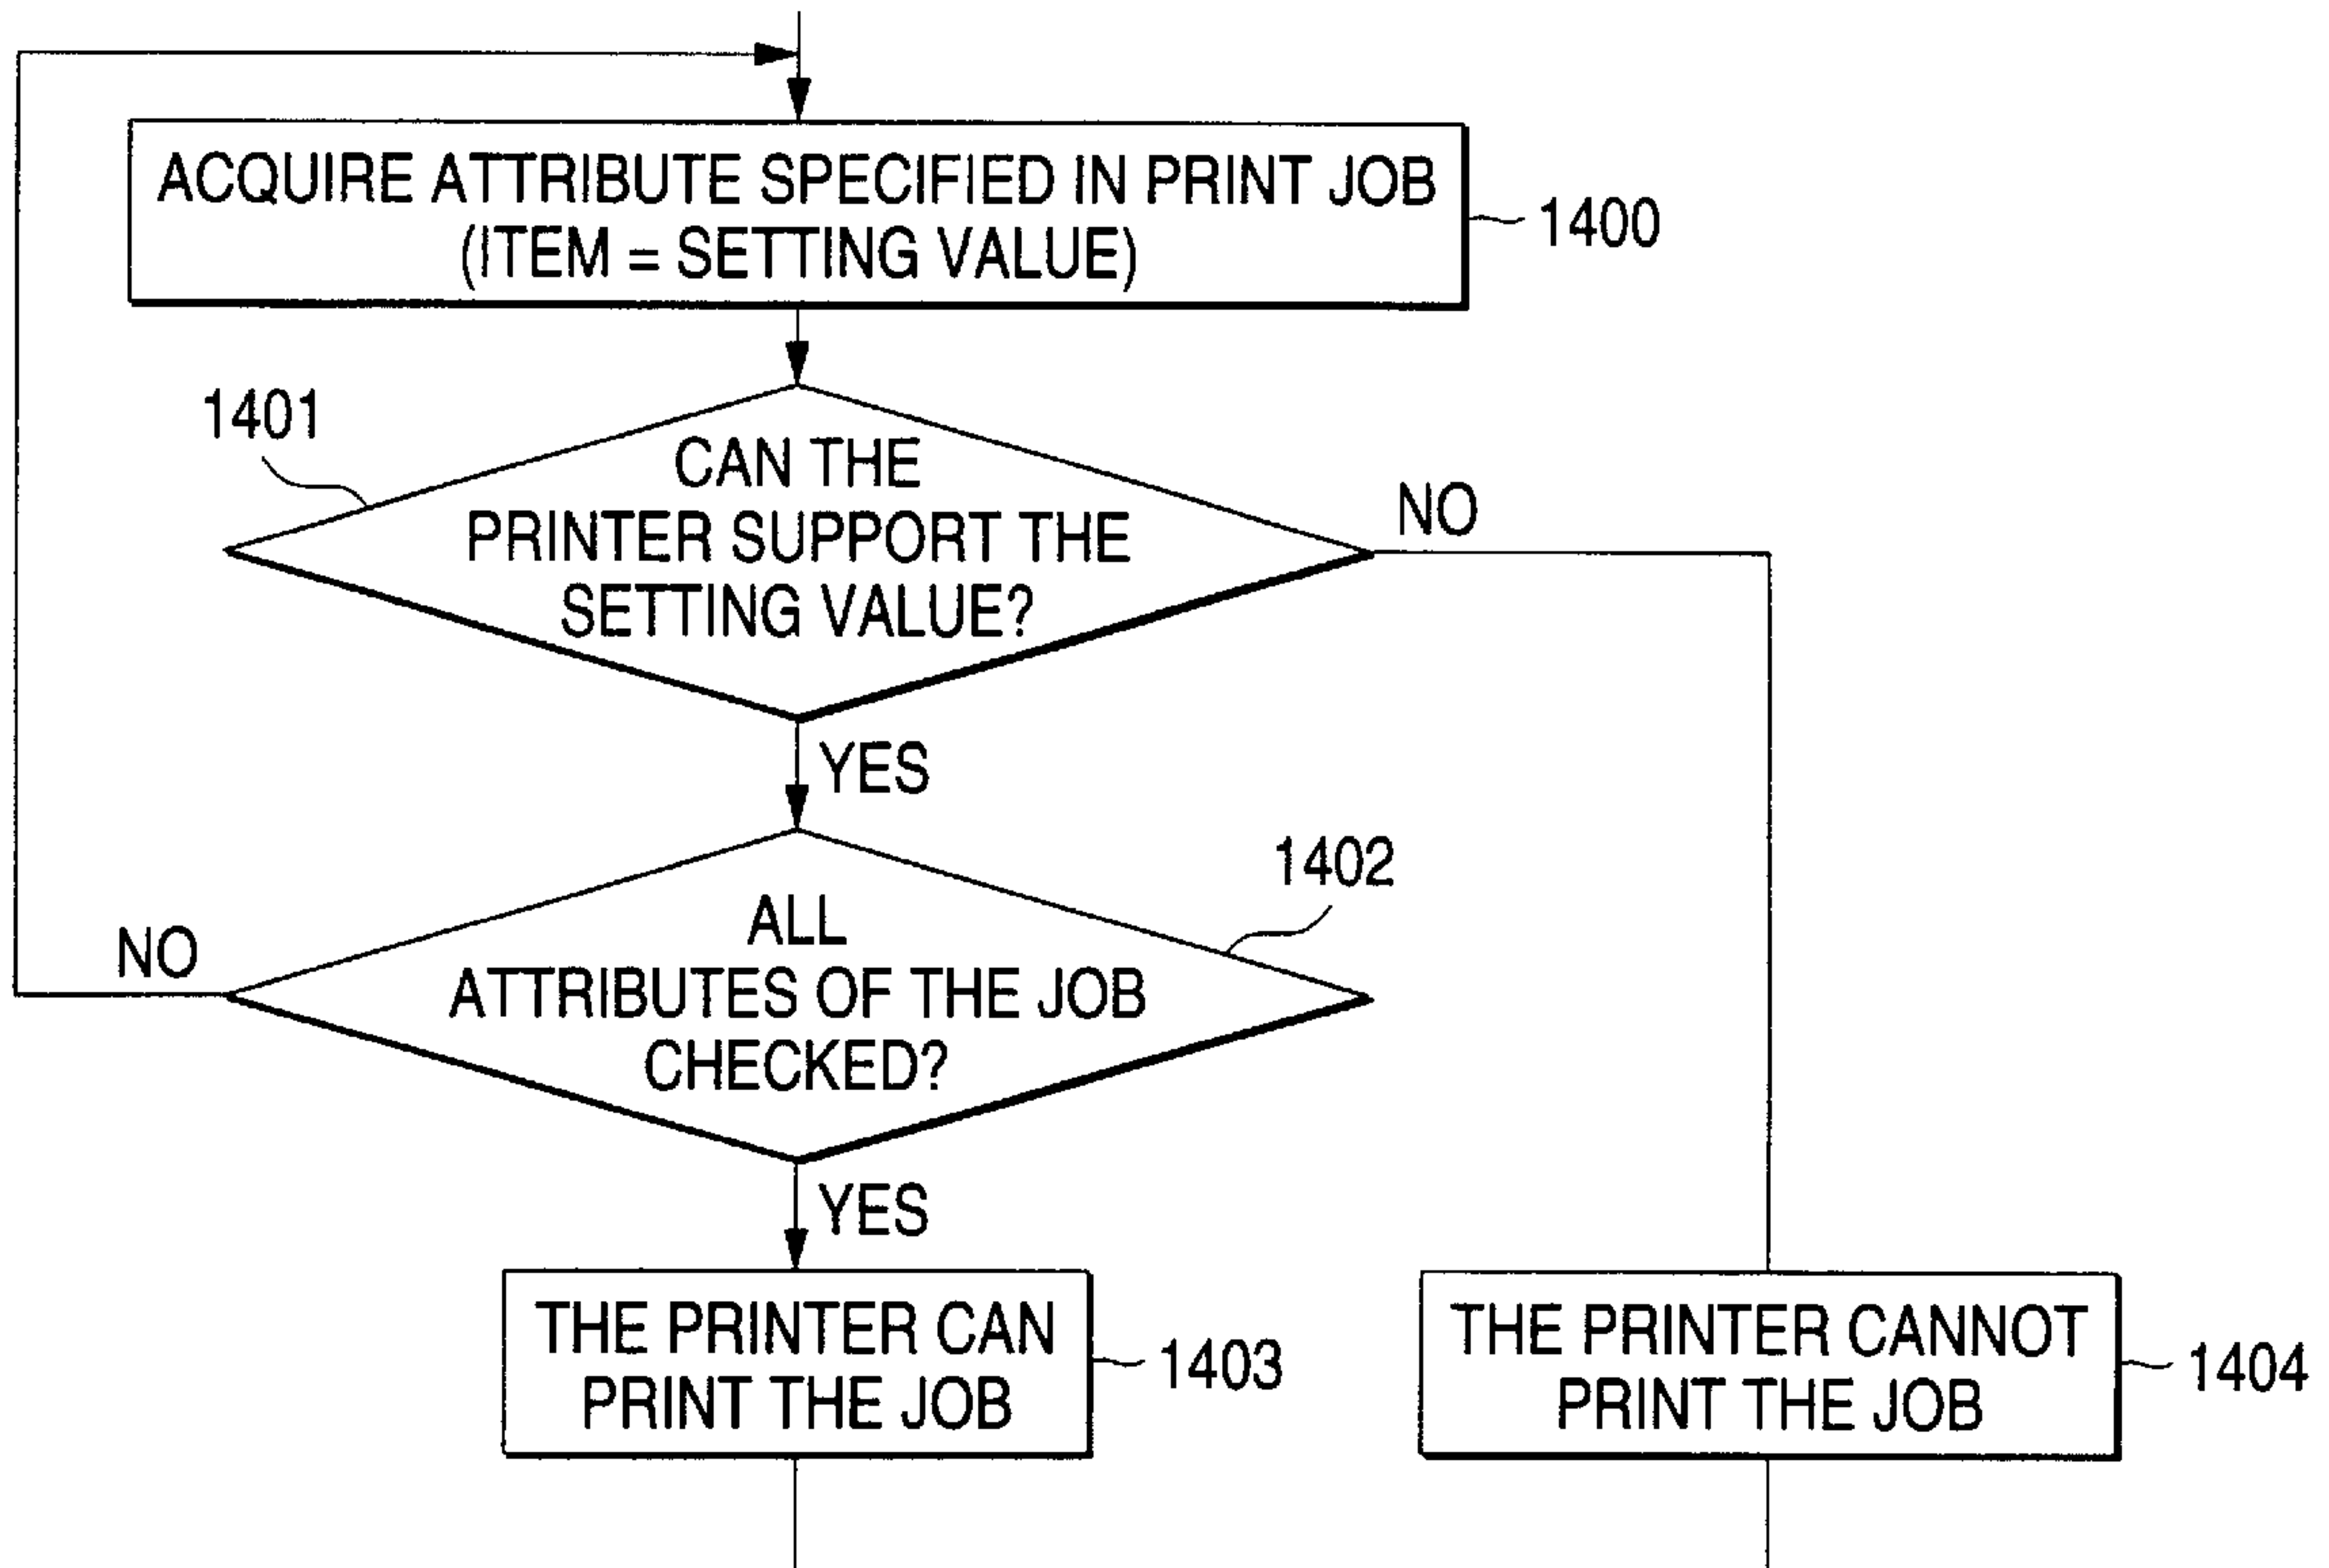 ACQUIRE ATTRIBUTE SPECIFIED IN PRINT JOB
(ITEM = SETTING VALUE)
1400
1401
CAN THE
PRINTER SUPPORT THE
SETTING VALUE?
NO
YES
1402
ALL
ATTRIBUTES OF THE JOB
CHECKED?
NO
YES
THE PRINTER CAN
PRINT THE JOB
1403
THE PRINTER CANNOT
PRINT THE JOB
1404